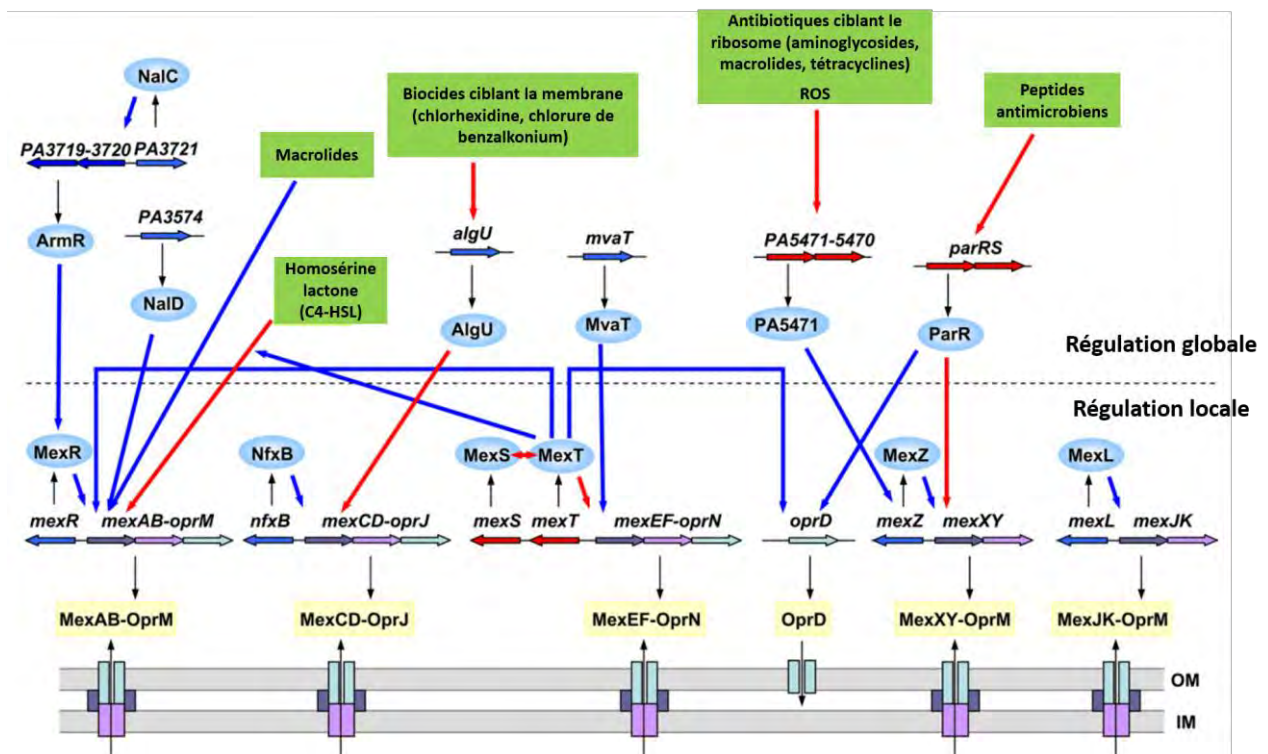 Antibiotiques ciblant le
ribosome (aminoglycosides,
macrolides, tétracyclines)
ROS
NalC
Biocides ciblant la membrane
(chlorhexidine, chlorure de
benzalkonium)
Peptides
antimicrobiens
PA3719-3720 PA3721
Macrolides
PA3574
ArmR
algU
mvaT
PA5471-5470
parRS
Homosérine
lactone
(C4-HSL)
NalD
AlgU
MvaT
PA5471
ParR
Régulation globale
Régulation locale
MexR
NfxB
MexS
MexT
MexZ
MexL
mexR
mexAB-oprM
nfxB
mexCD-oprJ
mexS
mexT
mexEF-oprN
oprD
mexZ
mexXY
mexL
mexJK
MexAB-OprM
MexCD-OprJ
MexEF-OprN
OprD
MexXY-OprM
MexJK-OprM
OM
IM